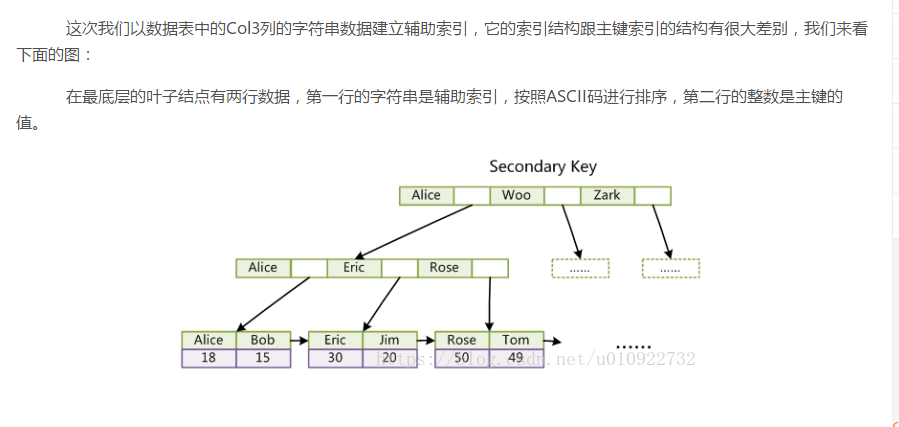 这次我们以数据表中的Col3列的字符串数据建立辅助索引，它的索引结构跟主键索引的结构有很大差别，我们来看
下面的图：
在最底层的叶子结点有两行数据，第一行的字符串是辅助索引，按照ASCII码进行排序，第二行的整数是主键的
值。
Secondary Key
Alice Woo Zark
Alice Eric Rose …… ……
Alice Bob Eric Jim Rose Tom ……
18 15 30 20 50 49
https://blog.csdn.net/u010922732